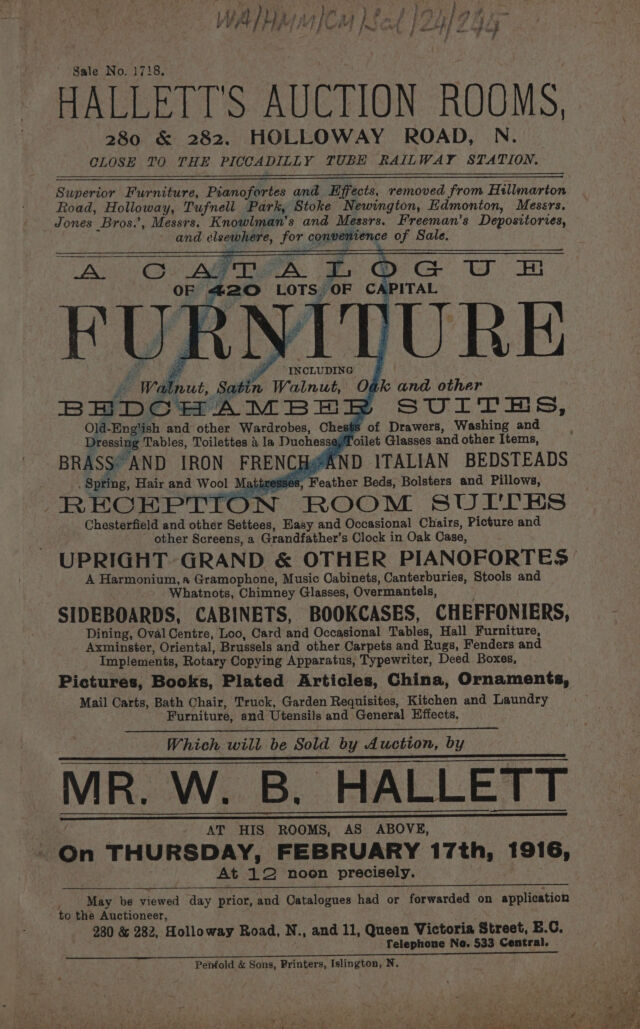 WA/HMM/CM/Sal/24/245
Sale No. 1718.
HALLETT'S AUCTION ROOMS,
280 & 282, HOLLOWAY ROAD, N.
CLOSE TO THE PICCADILLY TUBE RAILWAY STATION.
Superior Furniture, Pianofortes and Effects, removed from Hillmarton
Road, Holloway, Tufnell Park, Stoke Newington, Edmonton, Messrs.
Jones Bros.', Messrs. Knowlman's and Messrs. Freeman's Depositories,
and elsewhere, for convenience of Sale.
A CATALOGUE
OF 420 LOTS OF CAPITAL
FURNITURE
INCLUDING
Walnut, Satin Walnut, Oak and other
BEDCHAMBER SUITES,
Old-English and other Wardrobes, Chests of Drawers, Washing and
Dressing Tables, Toilettes à la Duchesse, Toilet Glasses and other Items,
BRASS AND IRON FRENCH AND ITALIAN BEDSTEADS
Spring, Hair and Wool Mattresses, Feather Beds, Bolsters and Pillows,
RECEPTION ROOM SUITES
Chesterfield and other Settees, Easy and Occasional Chairs, Picture and
other Screens, a Grandfather's Clock in Oak Case,
UPRIGHT GRAND & OTHER PIANOFORTES
A Harmonium, a Gramophone, Music Cabinets, Canterburies, Stools and
Whatnots, Chimney Glasses, Overmantels,
SIDEBOARDS, CABINETS, BOOKCASES, CHEFFONIERS,
Dining, Oval Centre, Loo, Card and Occasional Tables, Hall Furniture,
Axminster, Oriental, Brussels and other Carpets and Rugs, Fenders and
Implements, Rotary Copying Apparatus, Typewriter, Deed Boxes,
Pictures, Books, Plated Articles, China, Ornaments,
Mail Carts, Bath Chair, Truck, Garden Requisites, Kitchen and Laundry
Furniture, and Utensils and General Effects,
Which will be Sold by Auction, by
MR. W. B. HALLETT
AT HIS ROOMS, AS ABOVE,
On THURSDAY, FEBRUARY 17th, 1916,
At 12 noon precisely.
May be viewed day prior, and Catalogues had or forwarded on application
to the Auctioneer,
280 & 282, Holloway Road, N., and 11, Queen Victoria Street, E.C.
Telephone No. 533 Central.
Penfold & Sons, Printers, Islington, N.